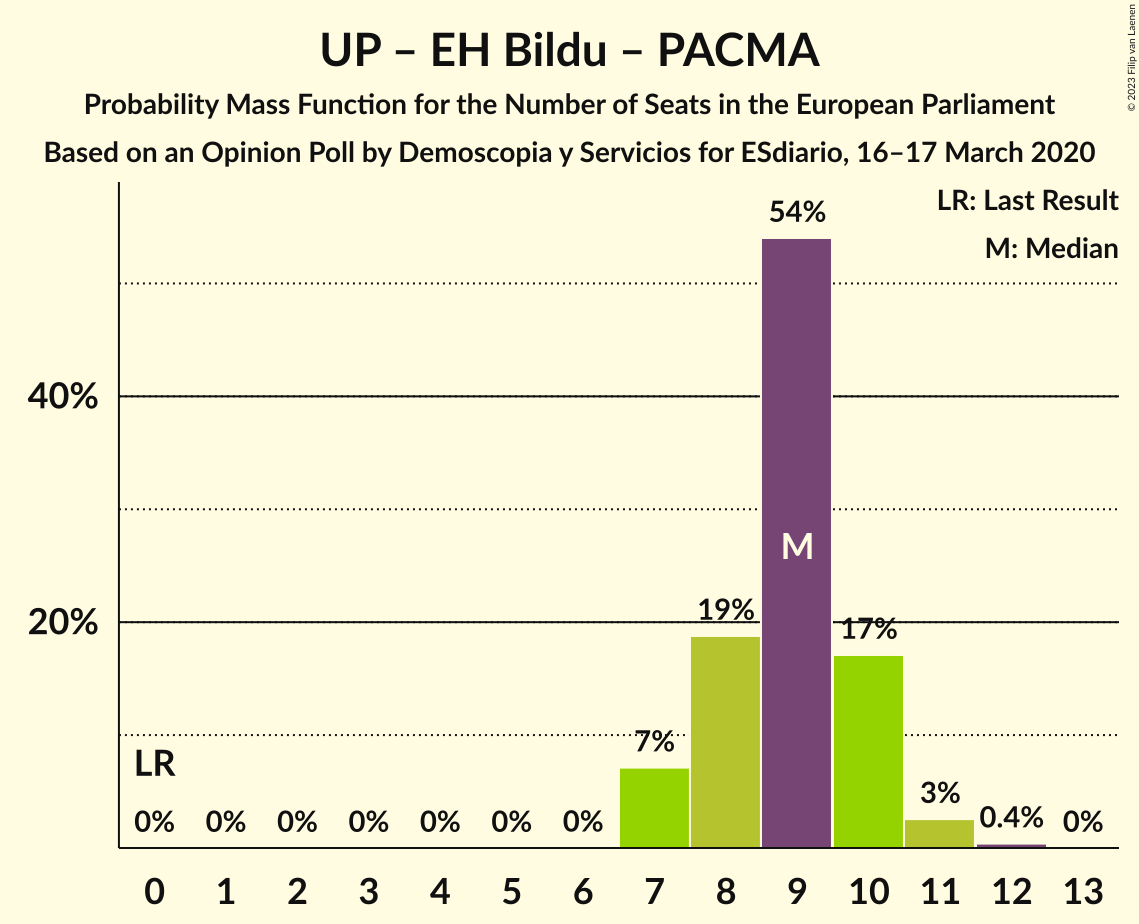 UP – EH Bildu – PACMA
Probability Mass Function for the Number of Seats in the European Parliament
Based on an Opinion Poll by Demoscopia y Servicios for ESdiario, 16–17 March 2020
© 2023 Filip van Laenen
LR: Last Result
M: Median
54%
40%
M
19%
17%
20%
7%
LR
3%
0% 0% 0% 0% 0% 0% 0% 0.4% 0%
0 1 2 3 4 5 6 7 8 9 10 11 12 13